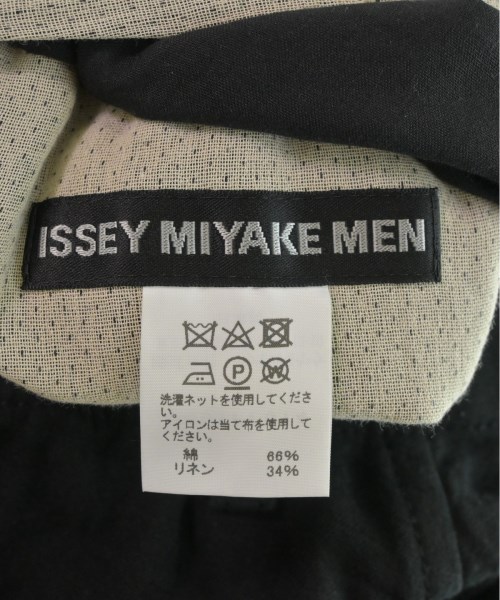 ISSEY MIYAKE MEN
P W
洗濯ネットを使用してくださ
い。
アイロンは当て布を使用して
ください。
綿 66%
リネン 34%